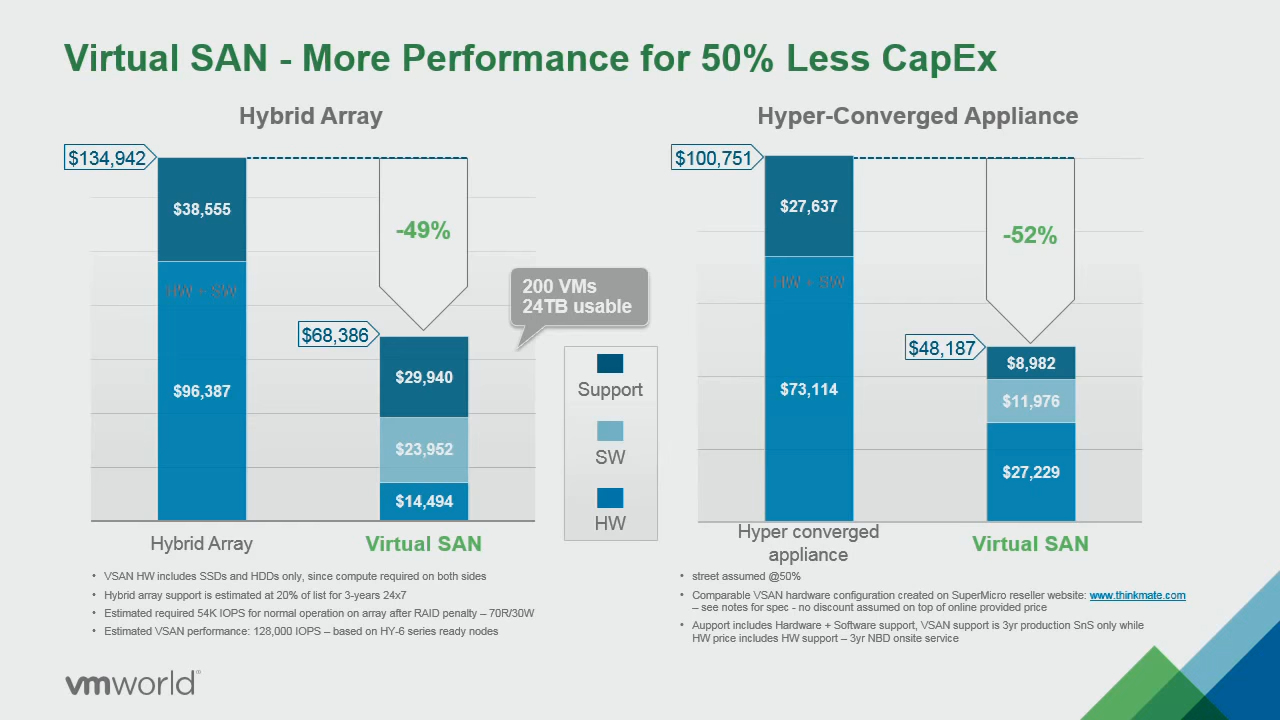 Virtual SAN - More Performance for 50% Less CapEx
Hybrid Array
$134,942
$38,555
HW + SW
$96,387
-49%
$68,386
$29,940
$23,952
$14,494
Hybrid Array
Virtual SAN
200 VMs
24TB usable
Support
SW
HW
Hyper-Converged Appliance
$100,751
$27,637
HW + SW
$73,114
-52%
$48,187
$8,982
$11,976
$27,229
Hyper converged
appliance
Virtual SAN
• VSAN HW includes SSDs and HDDs only, since compute required on both sides
• Hybrid array support is estimated at 20% of list for 3-years 24x7
• Estimated required 54K IOPS for normal operation on array after RAID penalty – 70R/30W
• Estimated VSAN performance: 128,000 IOPS – based on HY-6 series ready nodes
• street assumed @50%
• Comparable VSAN hardware configuration created on SuperMicro reseller website: www.thinkmate.com
– see notes for spec - no discount assumed on top of online provided price
• Aupport includes Hardware + Software support, VSAN support is 3yr production SnS only while
HW price includes HW support – 3yr NBD onsite service
vmworld®